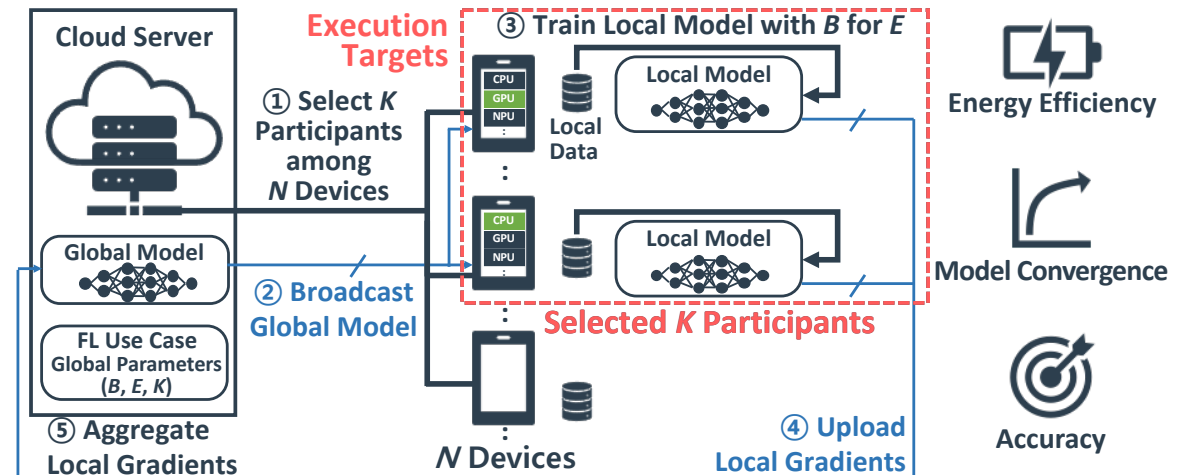 Cloud Server
Global Model
FL Use Case
Global Parameters
(B, E, K)
① Select K
Participants
among
N Devices
② Broadcast
Global Model
Execution
Targets
③ Train Local Model with B for E
CPU
GPU
NPU
:
Local
Data
Local Model
:
CPU
GPU
NPU
:
Local Model
Selected K Participants
:
:
N Devices
④ Upload
Local Gradients
⑤ Aggregate
Local Gradients
Energy Efficiency
Model Convergence
Accuracy